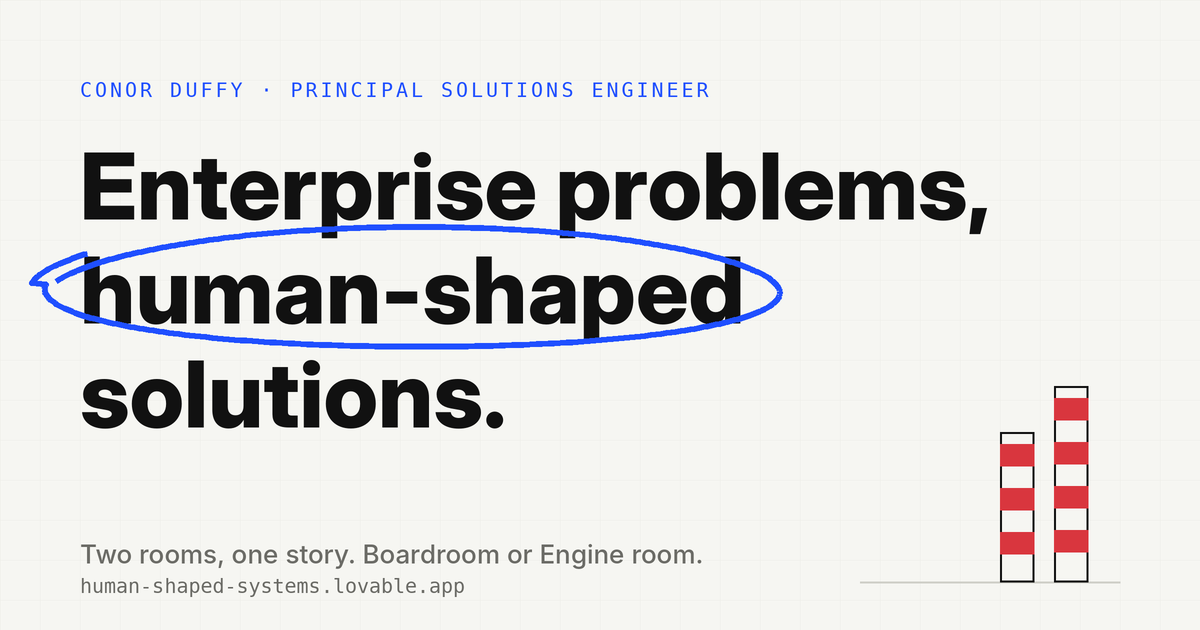 CONOR DUFFY · PRINCIPAL SOLUTIONS ENGINEER
Enterprise problems,
human-shaped
solutions.
Two rooms, one story. Boardroom or Engine room.
human-shaped-systems.lovable.app